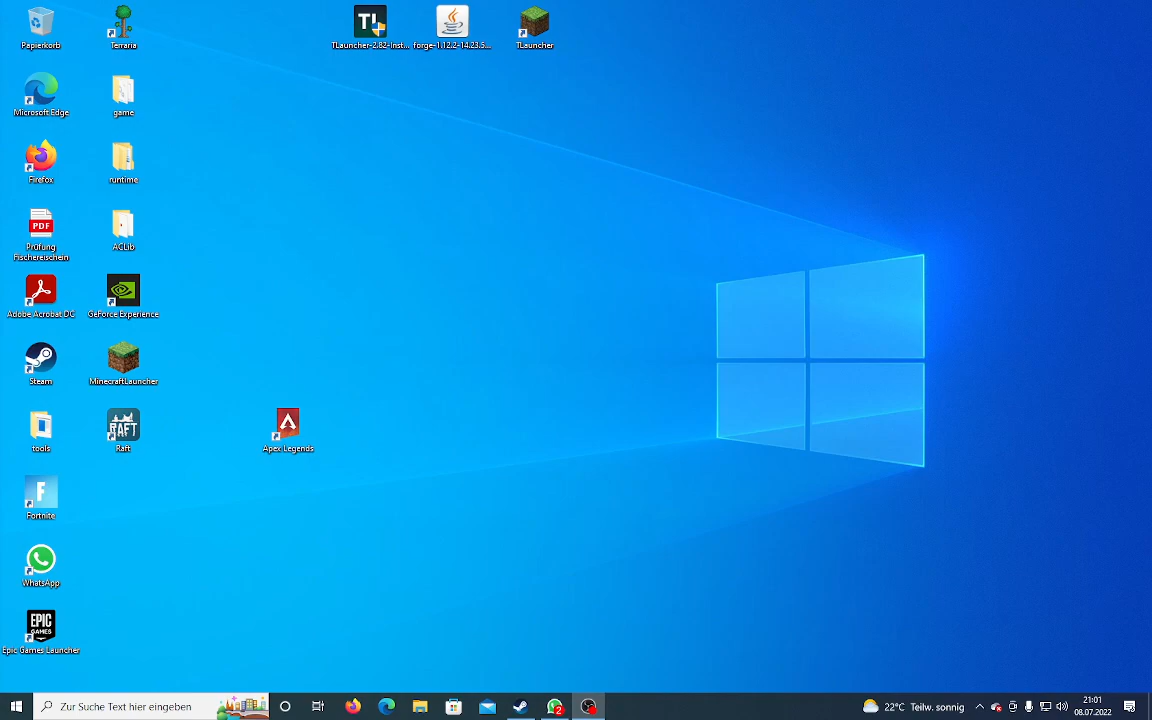 Papierkorb
Terraria
TLauncher-2.82-Inst...
forge-1.12.2-14.23.5...
TLauncher
Microsoft Edge
game
Firefox
runtime
PDF
Prüfung
Fischereischein
ACLib
Adobe Acrobat DC
GeForce Experience
Steam
MinecraftLauncher
tools
RAFT
Raft
Apex Legends
Fortnite
WhatsApp
EPIC
GAMES
Epic Games Launcher
Zur Suche Text hier eingeben
2
22°C Teilw. sonnig
21:01
08.07.2022